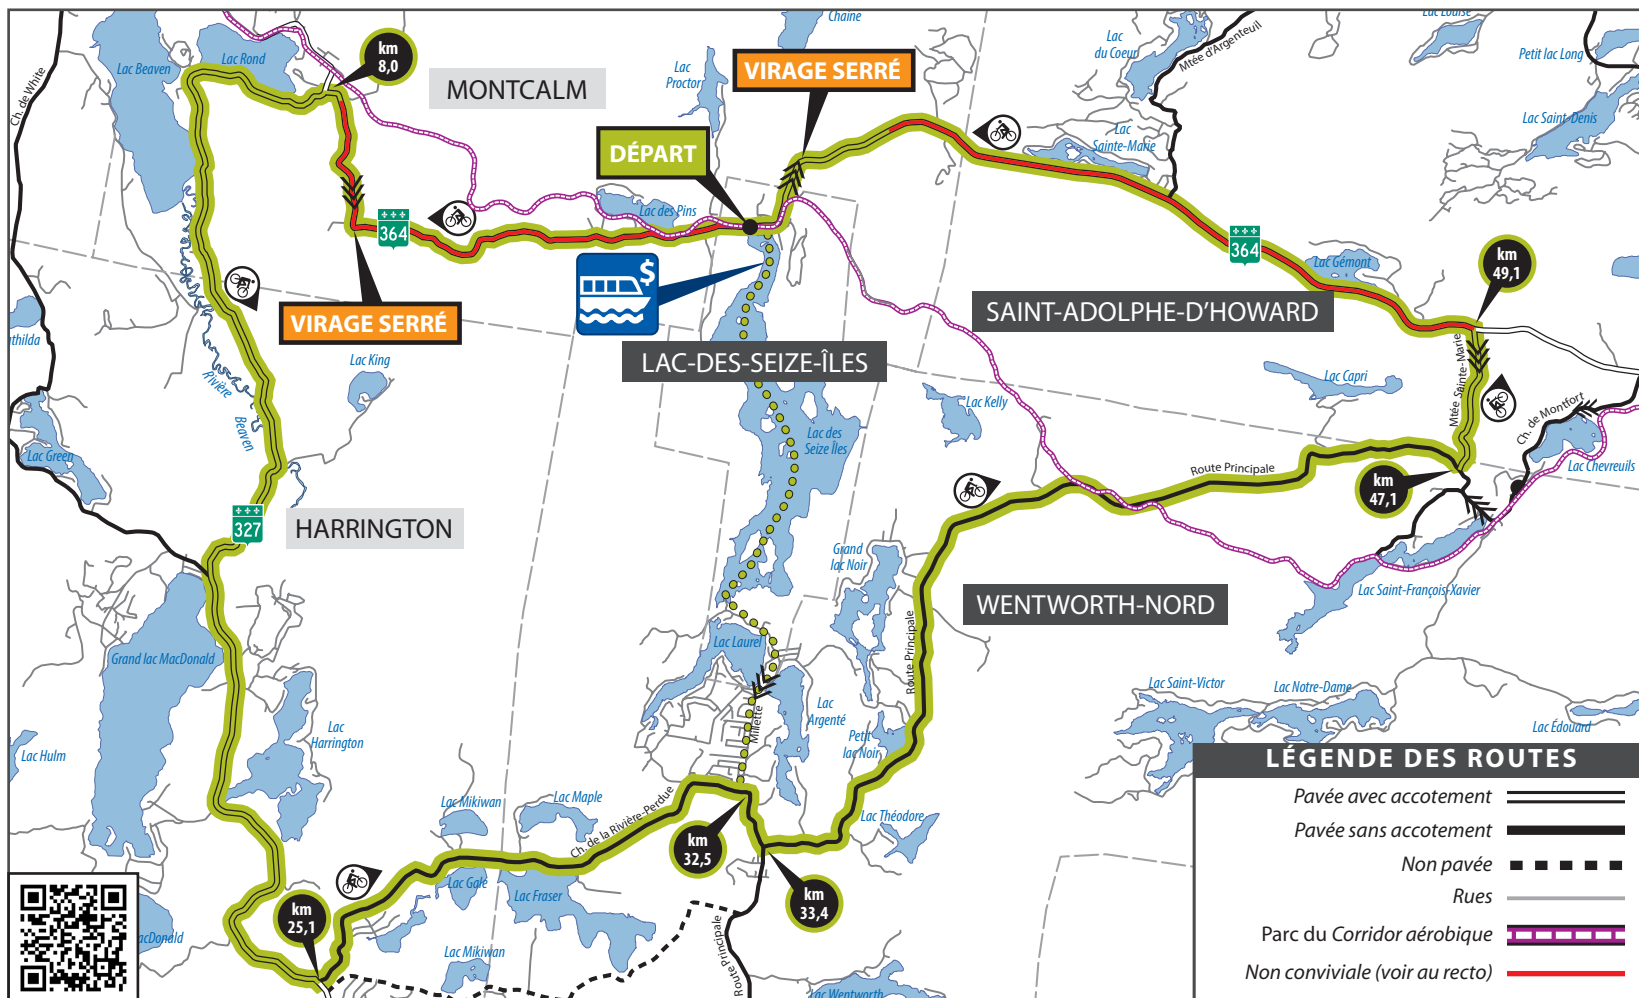 Chaine
Lac Louise
Lac
du Coeur
Mtée d'Argenteuil
Petit lac Long
Lac Beaven
Lac Rond
km
8,0
Ch. de White
MONTCALM
Lac
Proctor
VIRAGE SERRÉ
Lac Saint-Denis
Lac
Sainte-Marie
DÉPART
Lac des Pins
364
364
Lac Gémont
km
49,1
$
VIRAGE SERRÉ
SAINT-ADOLPHE-D'HOWARD
LAC-DES-SEIZE-ÎLES
athilda
Lac King
Rivière
Beaven
Lac Capri
Mtée Sainte-Marie
Lac Kelly
Ch. de Montfort
Lac des
Seize Îles
Lac Green
Route Principale
Lac Chevreuils
km
47,1
327
HARRINGTON
Grand
lac Noir
WENTWORTH-NORD
Lac Saint-François-Xavier
Route Principale
Lac Laurel
Grand lac MacDonald
Lac Saint-Victor
Lac Notre-Dame
Lac
Argenté
Millette
Petit
lac Noir
Lac Édouard
Lac
Harrington
Lac Hulm
Lac Mikiwan
Lac Maple
Ch. de la Rivière-Perdue
Lac Théodore
km
32,5
Lac Galé
Lac Fraser
km
33,4
km
25,1
acDonald
Lac Mikiwan
Route Principale
Lac Wentworth
LÉGENDE DES ROUTES
Pavée avec accotement
Pavée sans accotement
Non pavée
Rues
Parc du Corridor aérobique
Non conviviale (voir au recto)